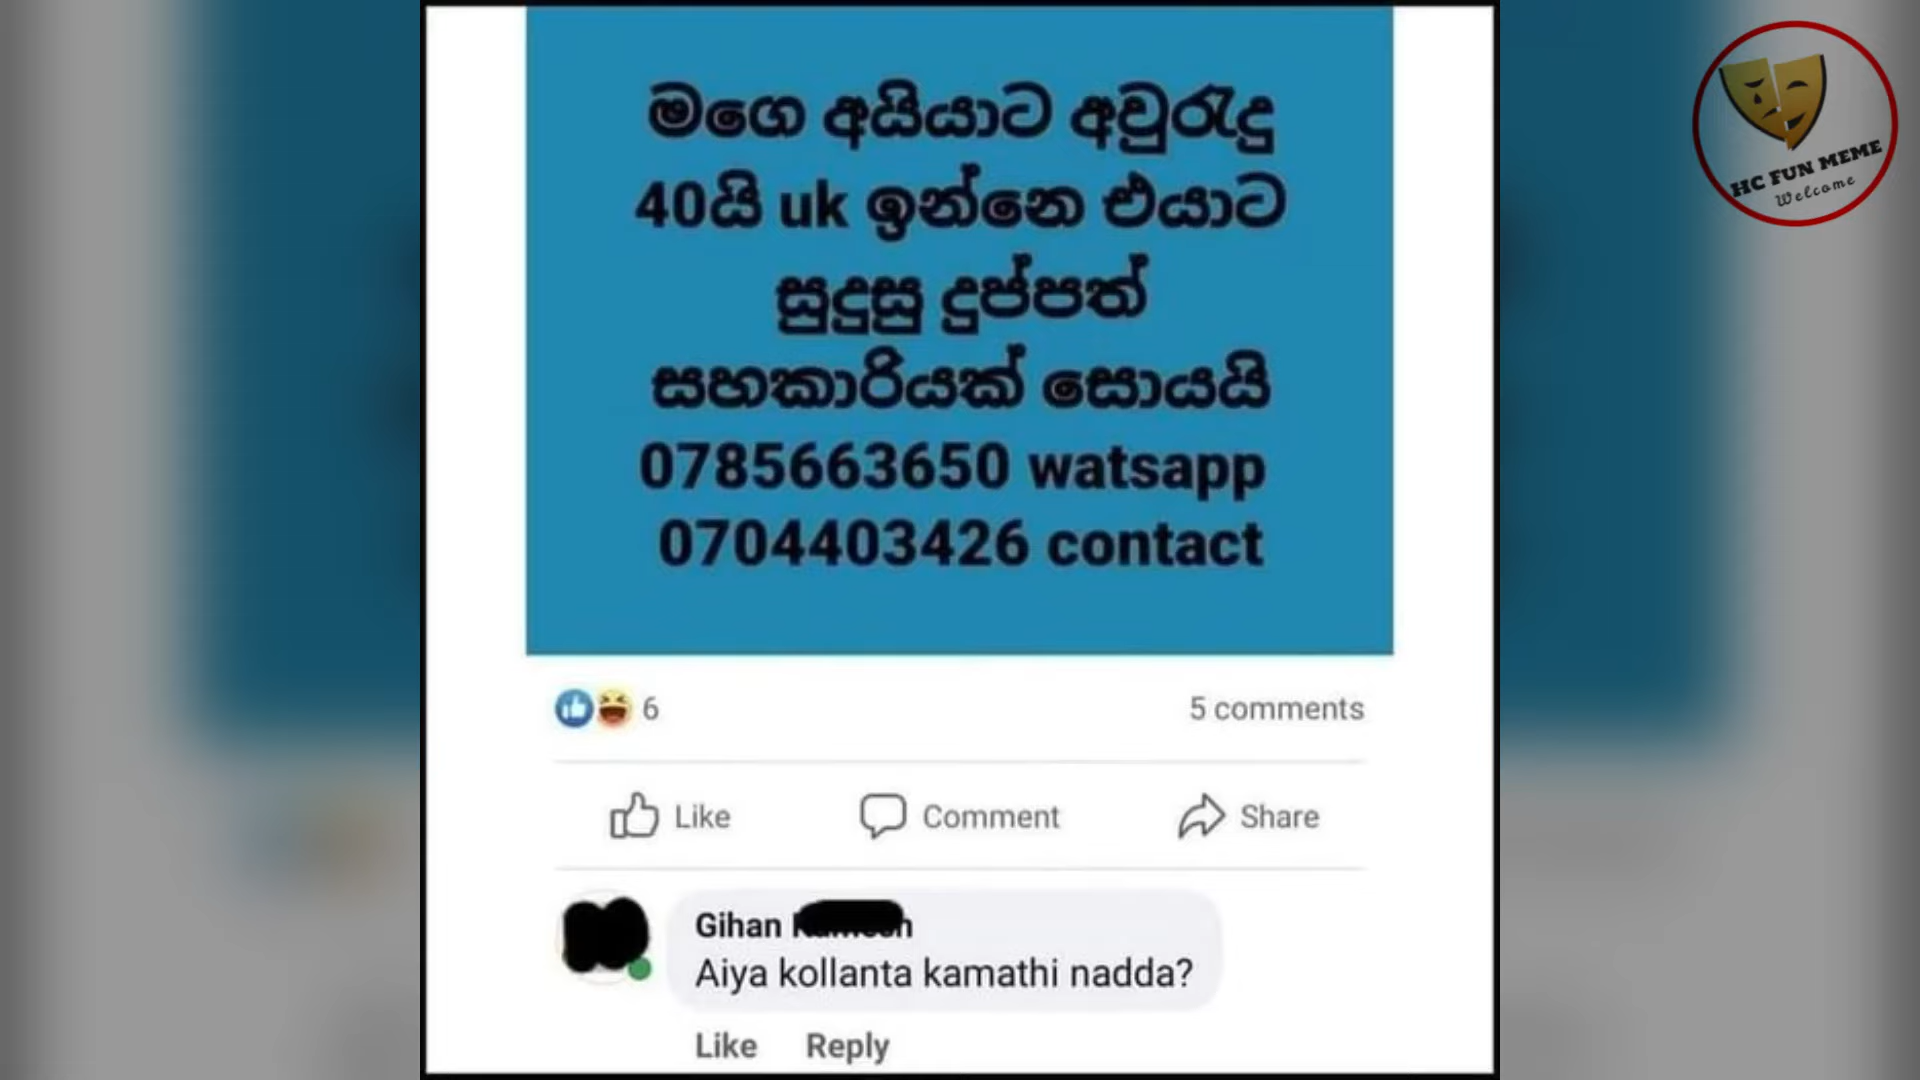 මගෙ අයියාට අවුරැදු
40යි uk ඉන්නෙ එයාට
සුදුසු දුප්පත්
සහකාරියක් සොයයි
0785663650 watsapp
0704403426 contact
6
5 comments
Like
Comment
Share
Gihan
Aiya kollanta kamathi nadda?
Like
Reply
HC FUN MEME
Welcome